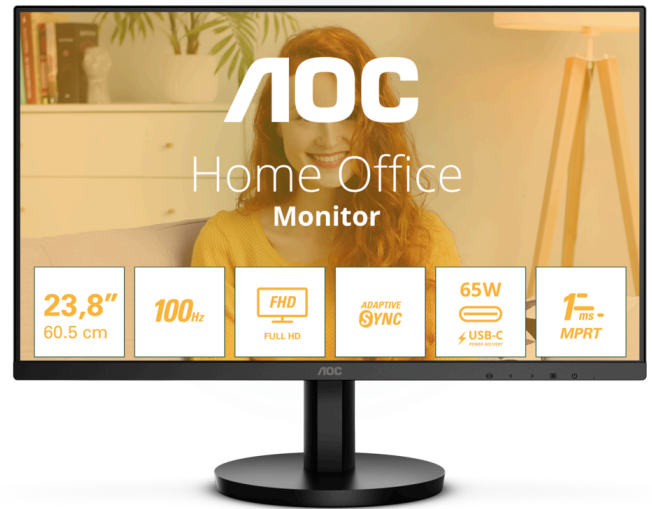 AOC
Home Office
Monitor
23,8”
60.5 cm
100Hz
FHD
FULL HD
ADAPTIVE
SYNC
65W
USB-C
POWER DELIVERY
1ms
MPRT
AOC